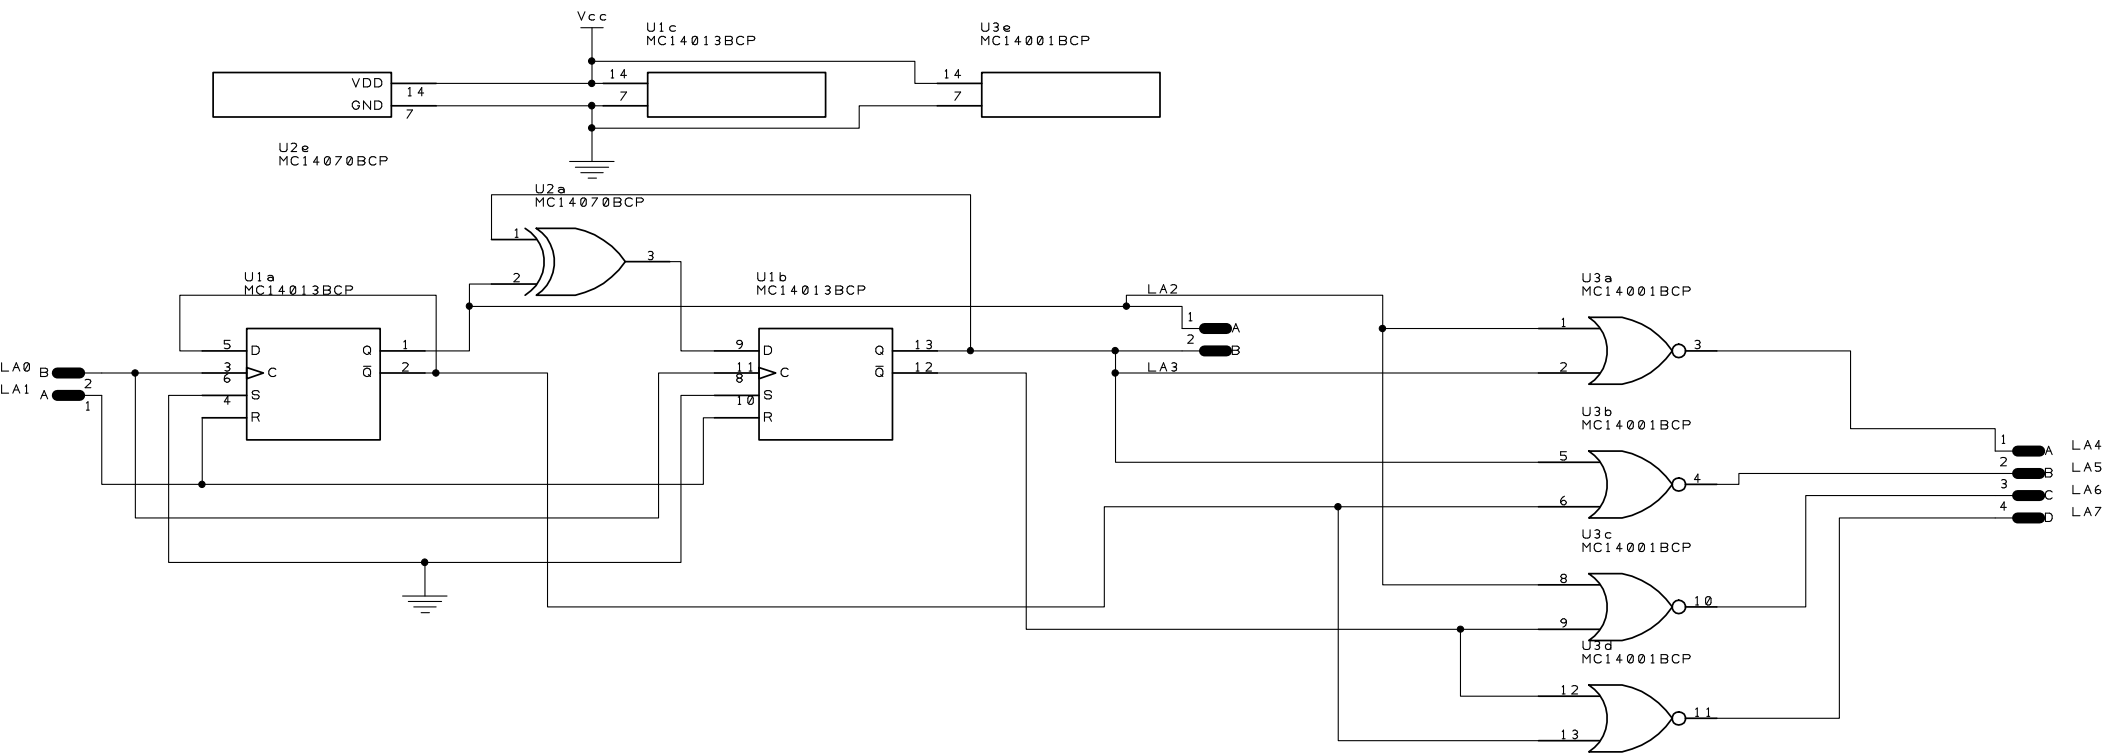 Vcc
U1c
MC14013BCP
U3e
MC14001BCP
VDD
14
GND
7
14
7
14
7
U2e
MC14070BCP
U2a
MC14070BCP
1
2
3
U1a
MC14013BCP
U1b
MC14013BCP
LA2
U3a
MC14001BCP
5
D
Q
1
3
C
Q
2
6
S
4
R
LA0 B
2
LA1 A
1
9
D
Q
13
11
C
Q
12
8
S
10
R
1
A
2
B
LA3
1
2
3
U3b
MC14001BCP
5
6
4
1
A
LA4
2
B
LA5
3
C
LA6
4
D
LA7
U3c
MC14001BCP
8
9
10
U3d
MC14001BCP
12
13
11